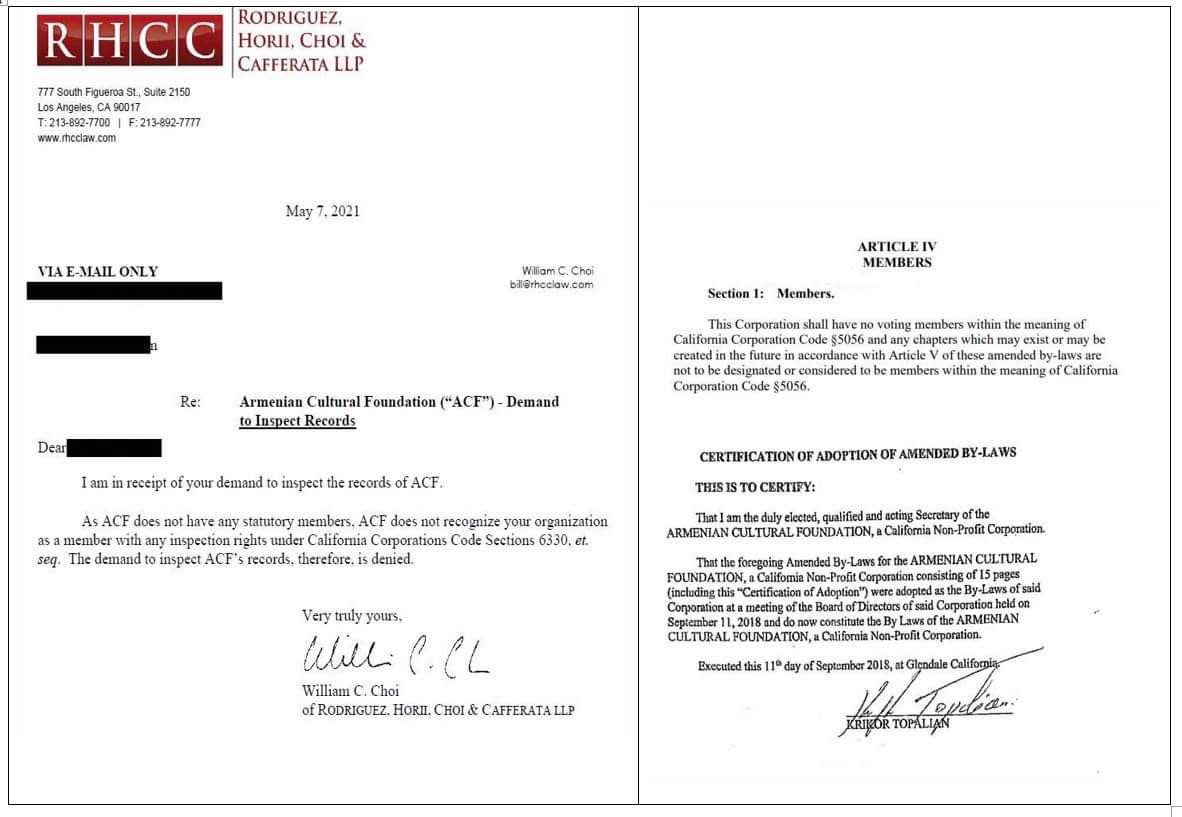 RHCC
RODRIGUEZ,
HORII, CHOI &
CAFFERATA LLP
777 South Figueroa St., Suite 2150
Los Angeles, CA 90017
T: 213-892-7700 | F: 213-892-7777
www.rhcclaw.com
May 7, 2021
VIA E-MAIL ONLY
William C. Choi
bill@rhcclaw.com
n
Re: Armenian Cultural Foundation (“ACF”) - Demand
to Inspect Records
Dear
I am in receipt of your demand to inspect the records of ACF.
As ACF does not have any statutory members, ACF does not recognize your organization
as a member with any inspection rights under California Corporations Code Sections 6330, et.
seq. The demand to inspect ACF’s records, therefore, is denied.
Very truly yours,
William C. Choi
William C. Choi
of RODRIGUEZ, HORII, CHOI & CAFFERATA LLP
ARTICLE IV
MEMBERS
Section 1: Members.
This Corporation shall have no voting members within the meaning of
California Corporation Code §5056 and any chapters which may exist or may be
created in the future in accordance with Article V of these amended by-laws are
not to be designated or considered to be members within the meaning of California
Corporation Code §5056.
CERTIFICATION OF ADOPTION OF AMENDED BY-LAWS
THIS IS TO CERTIFY:
That I am the duly elected, qualified and acting Secretary of the
ARMENIAN CULTURAL FOUNDATION, a California Non-Profit Corporation.
That the foregoing Amended By-Laws for the ARMENIAN CULTURAL
FOUNDATION, a California Non-Profit Corporation consisting of 15 pages
(including this “Certification of Adoption”) were adopted as the By-Laws of said
Corporation at a meeting of the Board of Directors of said Corporation held on
September 11, 2018 and do now constitute the By Laws of the ARMENIAN
CULTURAL FOUNDATION, a California Non-Profit Corporation.
Executed this 11th day of September 2018, at Glendale California.
KRIKOR TOPALIAN